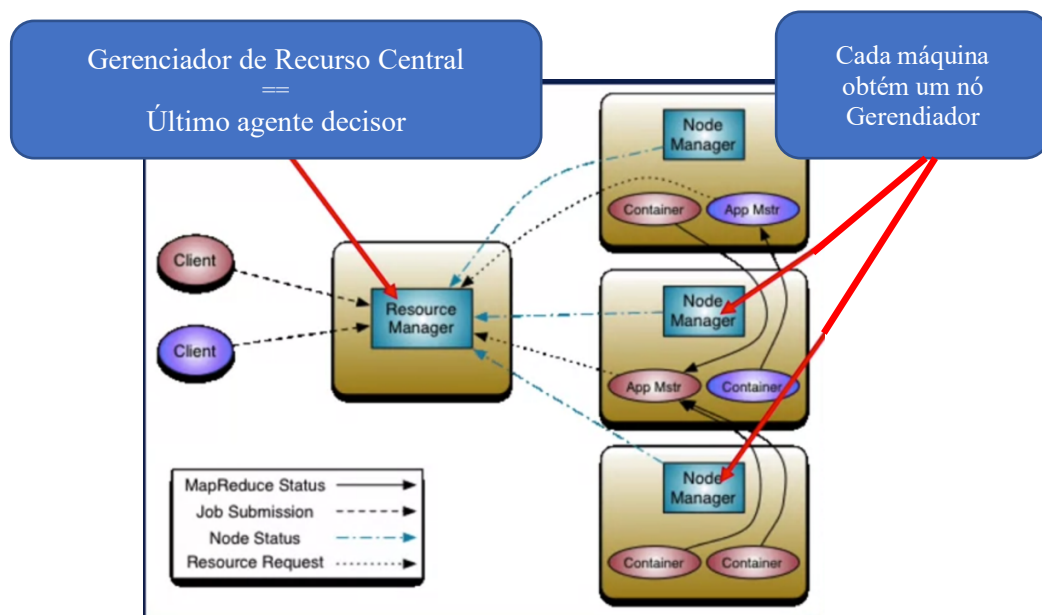 Gerenciador de Recurso Central
==
Último agente decisor
Cada máquina
obtém um nó
Gerendiador
Node
Manager
Container
App Mstr
Client
Client
Resource
Manager
Node
Manager
App Mstr
Container
Node
Manager
Container
Container
MapReduce Status
Job Submission
Node Status
Resource Request